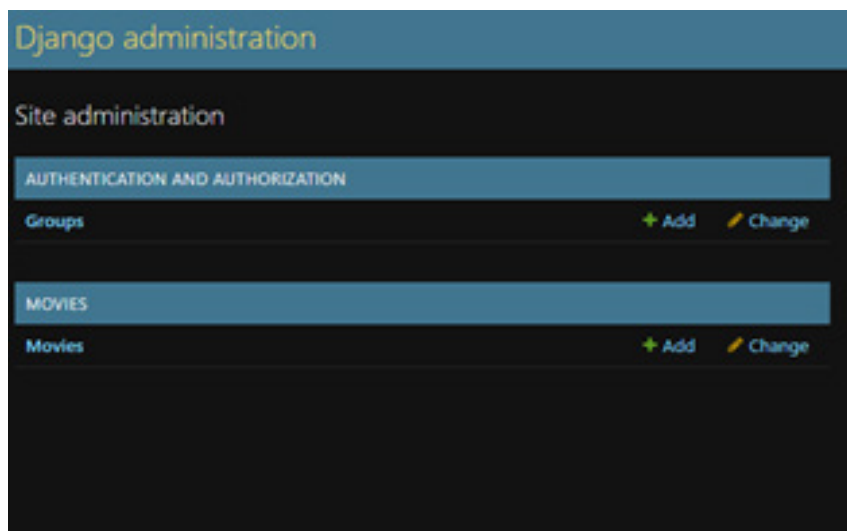 Django administration
Site administration
AUTHENTICATION AND AUTHORIZATION
Groups + Add Change
MOVIES
Movies + Add Change